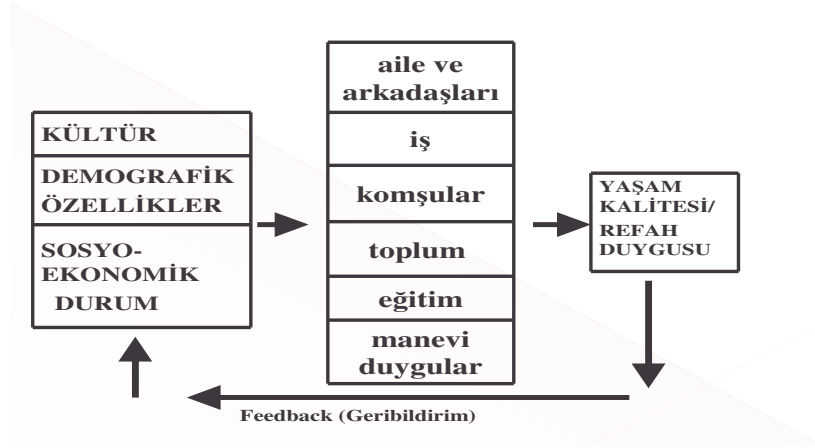 KÜLTÜR
DEMOGRAFİK
ÖZELLİKLER
SOSYO-
EKONOMİK
DURUM
aile ve
arkadaşları
iş
komşular
toplum
eğitim
manevi
duygular
YAŞAM
KALİTESİ/
REFAH
DUYGUSU
Feedback (Geribildirim)